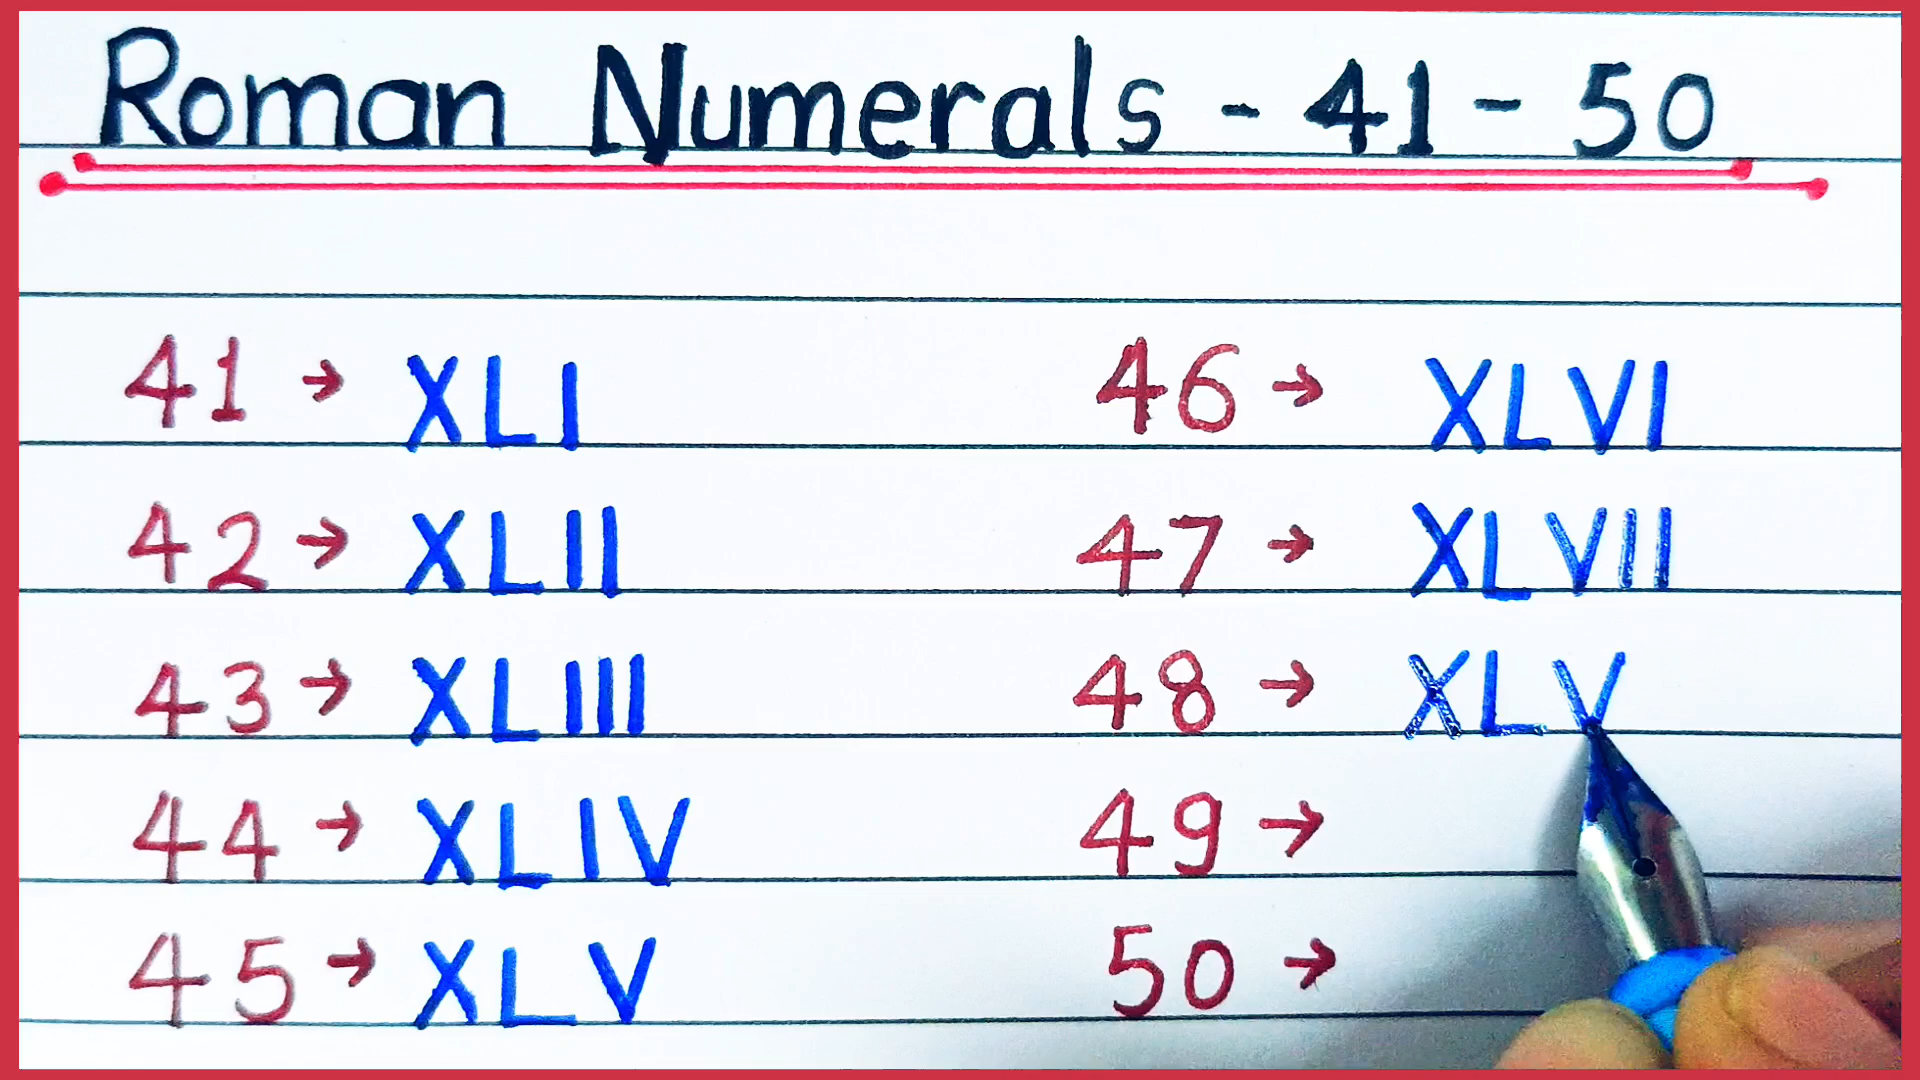 Roman Numerals - 41 - 50
41 → XLI
42 → XLII
43 → XLIII
44 → XLIV
45 → XLV
46 → XLVI
47 → XLVII
48 → XLV
49 →
50 →